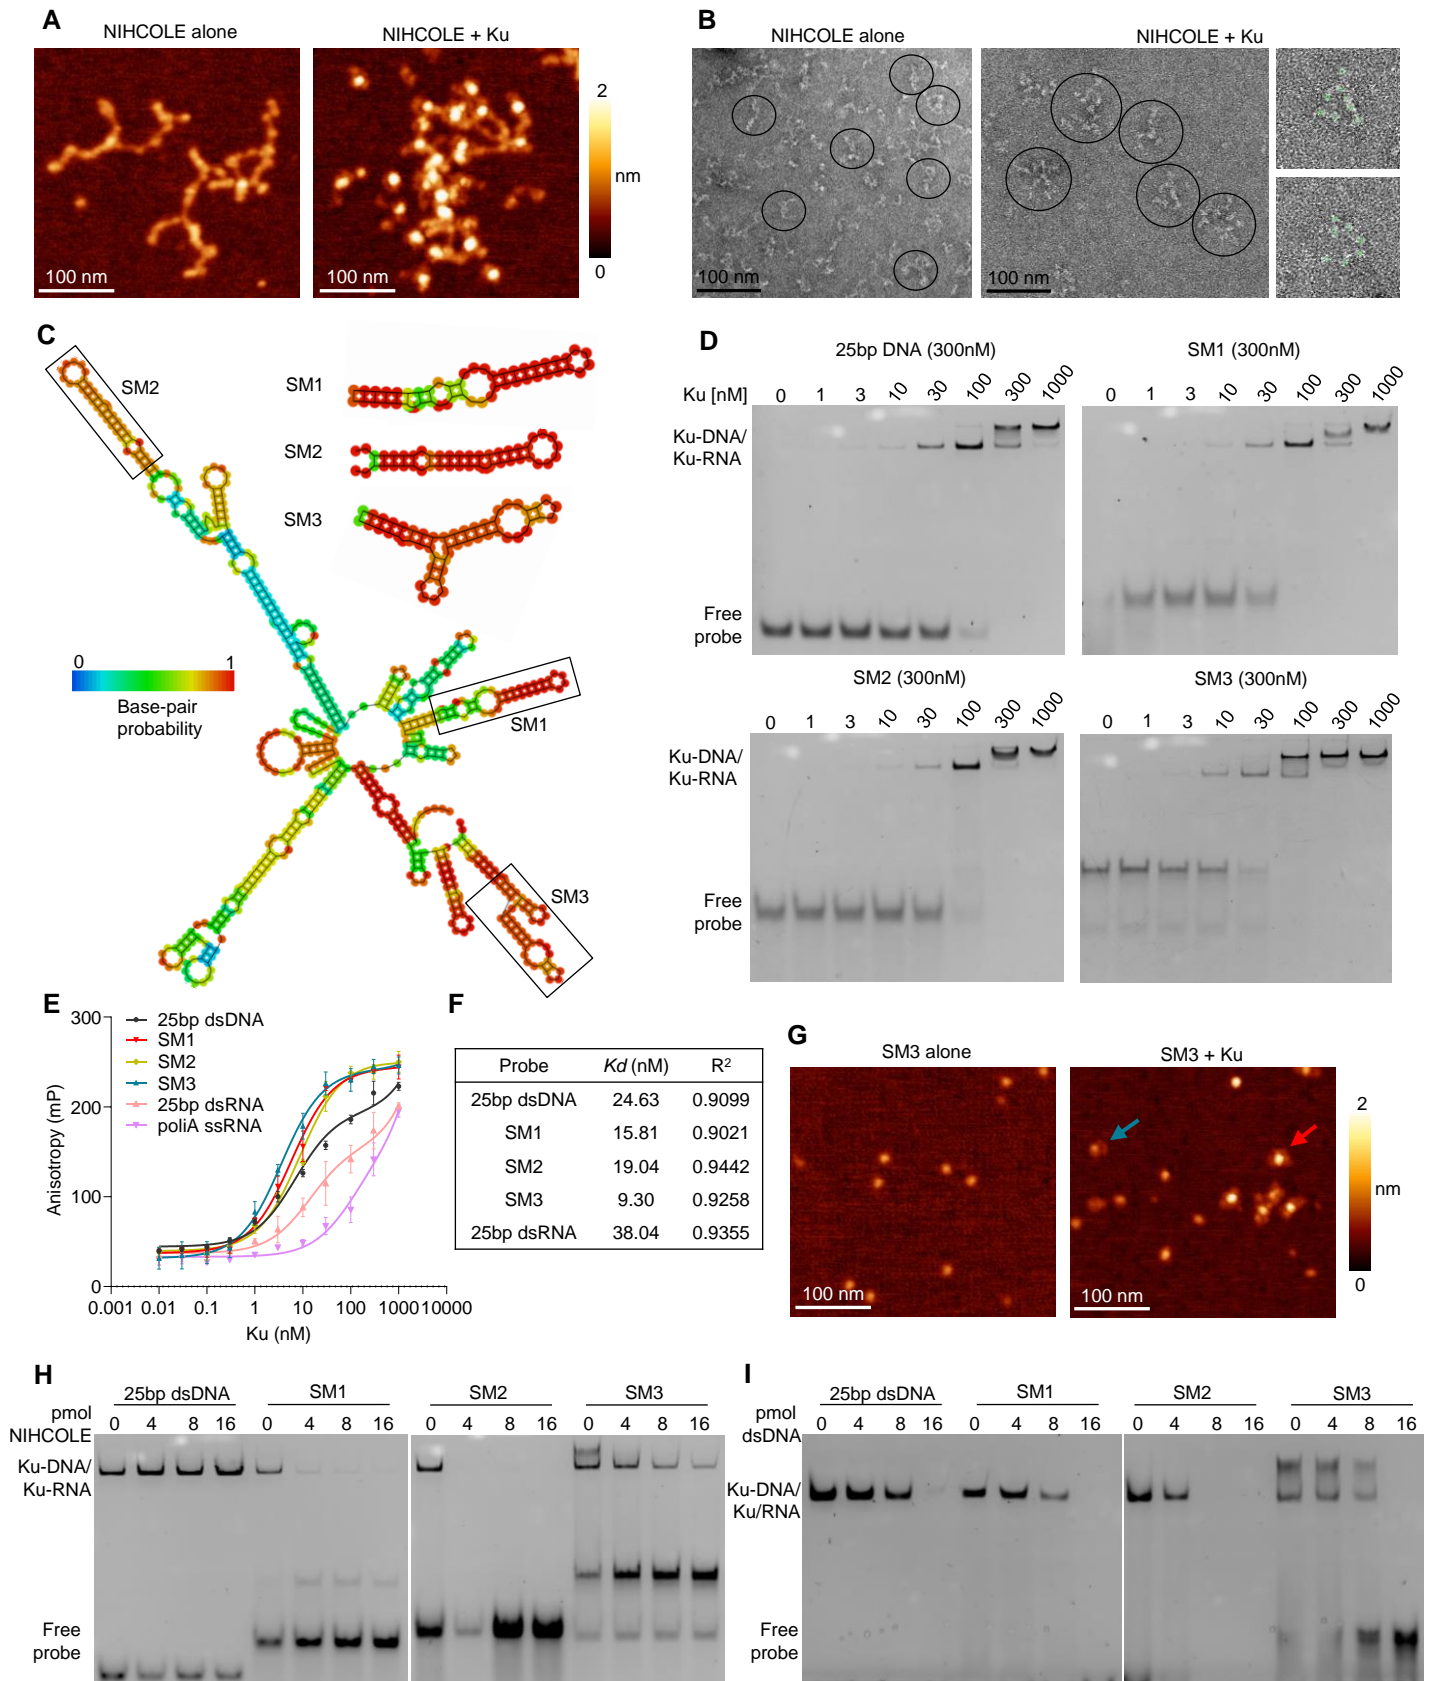 A
NIHCOLE alone
NIHCOLE + Ku
100 nm
100 nm
2
nm
0
B
NIHCOLE alone
NIHCOLE + Ku
100 nm
100 nm
C
SM2
SM1
SM2
SM3
0 1
Base-pair
probability
SM1
SM3
D
25bp DNA (300nM)
SM1 (300nM)
Ku [nM] 0 1 3 10 30 100 300 1000
0 1 3 10 30 100 300 1000
Ku-DNA/
Ku-RNA
Free
probe
SM2 (300nM)
SM3 (300nM)
0 1 3 10 30 100 300 1000
0 1 3 10 30 100 300 1000
Ku-DNA/
Ku-RNA
Free
probe
E
300
200
100
0
Anisotropy (mP)
25bp dsDNA
SM1
SM2
SM3
25bp dsRNA
poliA ssRNA
0.001 0.01 0.1 1 10 100 1000 10000
Ku (nM)
F
Probe Kd (nM) R2
25bp dsDNA 24.63 0.9099
SM1 15.81 0.9021
SM2 19.04 0.9442
SM3 9.30 0.9258
25bp dsRNA 38.04 0.9355
G
SM3 alone
SM3 + Ku
100 nm
100 nm
2
nm
0
H
25bp dsDNA SM1 SM2 SM3
pmol
NIHCOLE
0 4 8 16 0 4 8 16 0 4 8 16 0 4 8 16
Ku-DNA/
Ku-RNA
Free
probe
I
25bp dsDNA SM1 SM2 SM3
pmol
dsDNA
0 4 8 16 0 4 8 16 0 4 8 16 0 4 8 16
Ku-DNA/
Ku/RNA
Free
probe